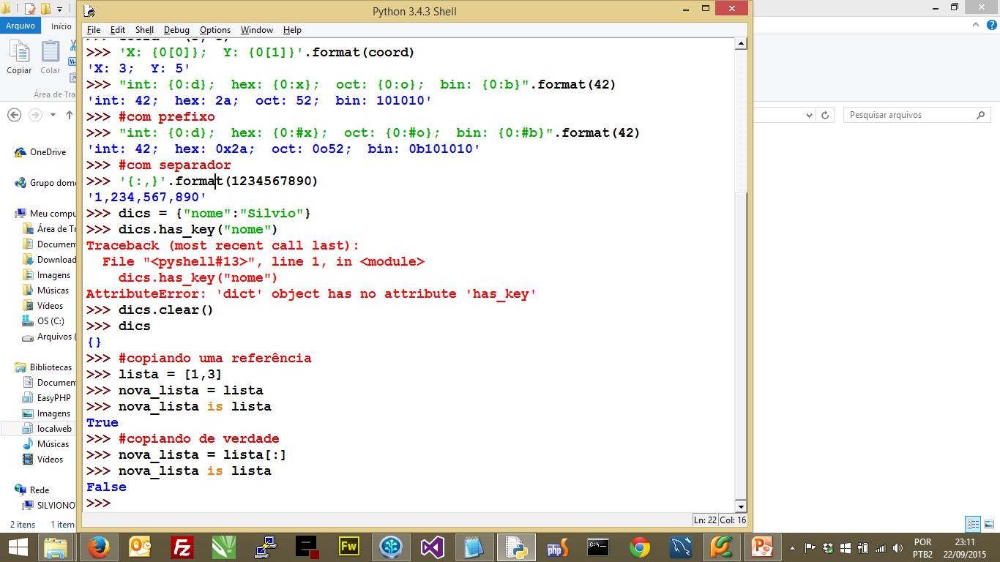 Python 3.4.3 Shell
File Edit Shell Debug Options Window Help
>>> 'X: {0[0]};  Y: {0[1]}'.format(coord)
'X: 3;  Y: 5'
>>> "int: {0:d};  hex: {0:x};  oct: {0:o};  bin: {0:b}".format(42)
'int: 42;  hex: 2a;  oct: 52;  bin: 101010'
>>> #com prefixo
>>> "int: {0:d};  hex: {0:#x};  oct: {0:#o};  bin: {0:#b}".format(42)
'int: 42;  hex: 0x2a;  oct: 0o52;  bin: 0b101010'
>>> #com separador
>>> '{:,}'.format(1234567890)
'1,234,567,890'
>>> dics = {"nome":"Silvio"}
>>> dics.has_key("nome")
Traceback (most recent call last):
  File "<pyshell#13>", line 1, in <module>
    dics.has_key("nome")
AttributeError: 'dict' object has no attribute 'has_key'
>>> dics.clear()
>>> dics
{}
>>> #copiando uma referência
>>> lista = [1,3]
>>> nova_lista = lista
>>> nova_lista is lista
True
>>> #copiando de verdade
>>> nova_lista = lista[:]
>>> nova_lista is lista
False
>>>
Ln: 22 Col: 16
Arquivo Início
Copiar Colar
Área de Tra
Pesquisar arquivos
OneDrive
Grupo domé
Meu compu
Área de Tr
Document
Download
Imagens
Músicas
Vídeos
OS (C:)
Arquivos (
Bibliotecas
Document
EasyPHP
Imagens
localweb
Músicas
Vídeos
Rede
SILVIONO
2 itens 1 item
Fz
Fw
php
C:\
POR
PTB2
23:11
22/09/2015